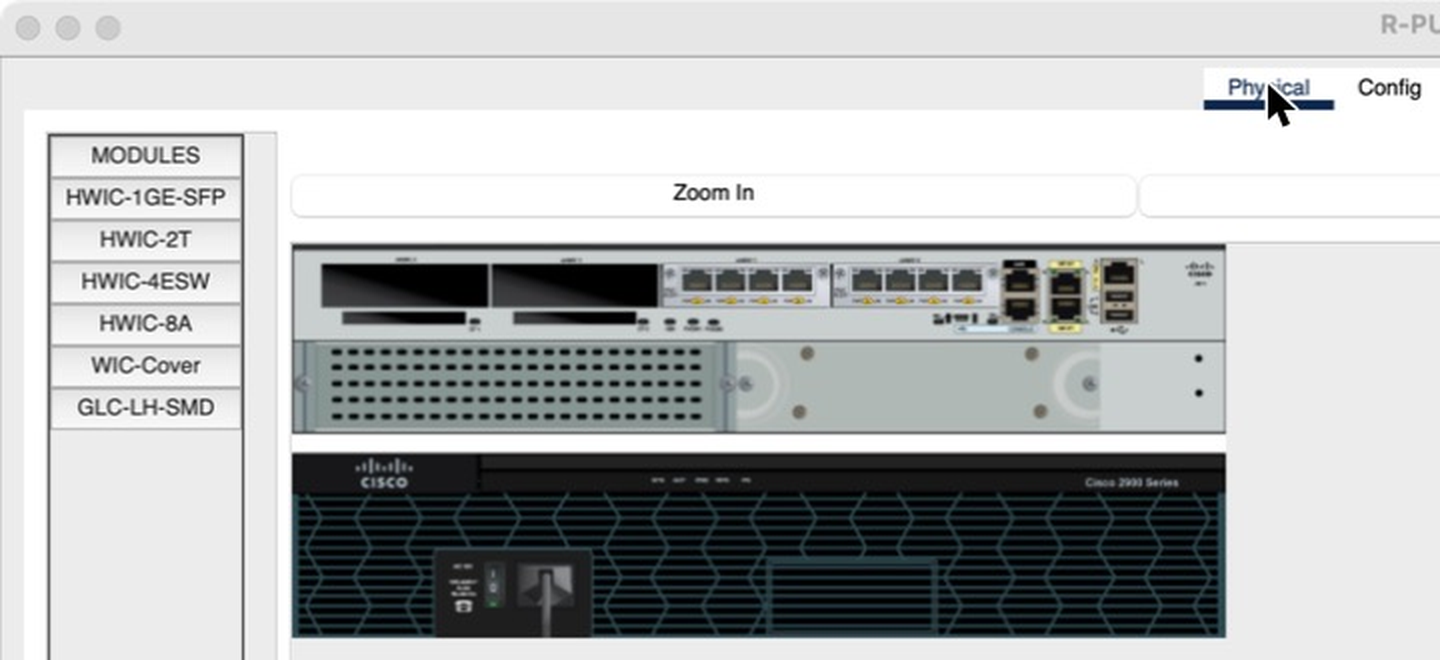 R-PU
Physical
Config
MODULES
HWIC-1GE-SFP
HWIC-2T
HWIC-4ESW
HWIC-8A
WIC-Cover
GLC-LH-SMD
Zoom In
CISCO
Cisco 2900 Series